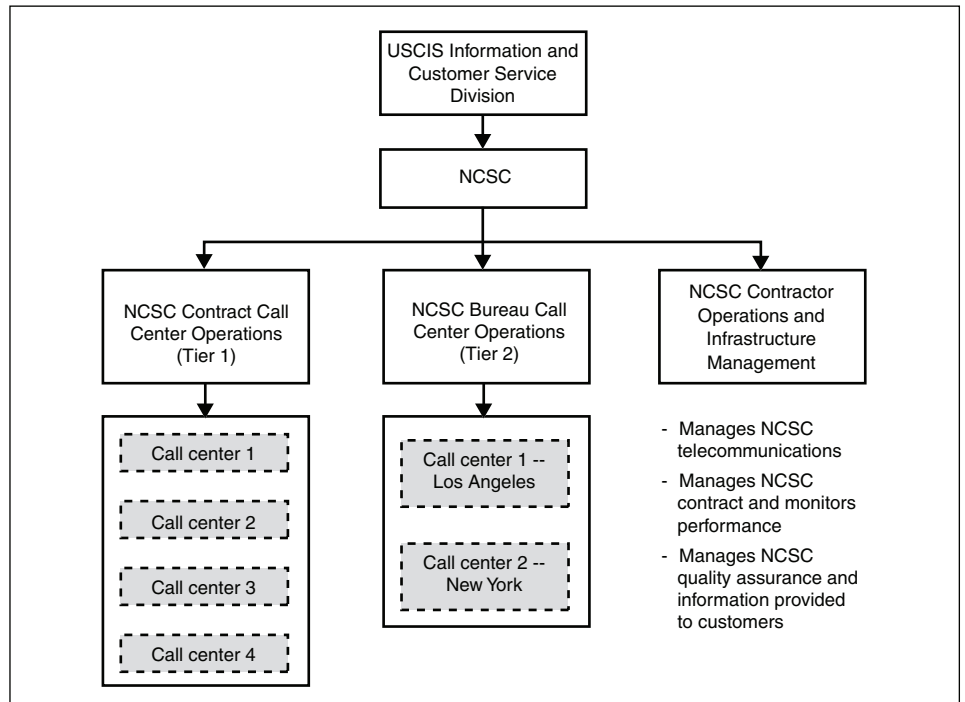 USCIS Information and
Customer Service
Division
NCSC
NCSC Contract Call
Center Operations
(Tier 1)
NCSC Bureau Call
Center Operations
(Tier 2)
NCSC Contractor
Operations and
Infrastructure
Management
Call center 1
Call center 2
Call center 3
Call center 4
Call center 1 --
Los Angeles
Call center 2 --
New York
- Manages NCSC
telecommunications
- Manages NCSC
contract and monitors
performance
- Manages NCSC
quality assurance and
information provided
to customers